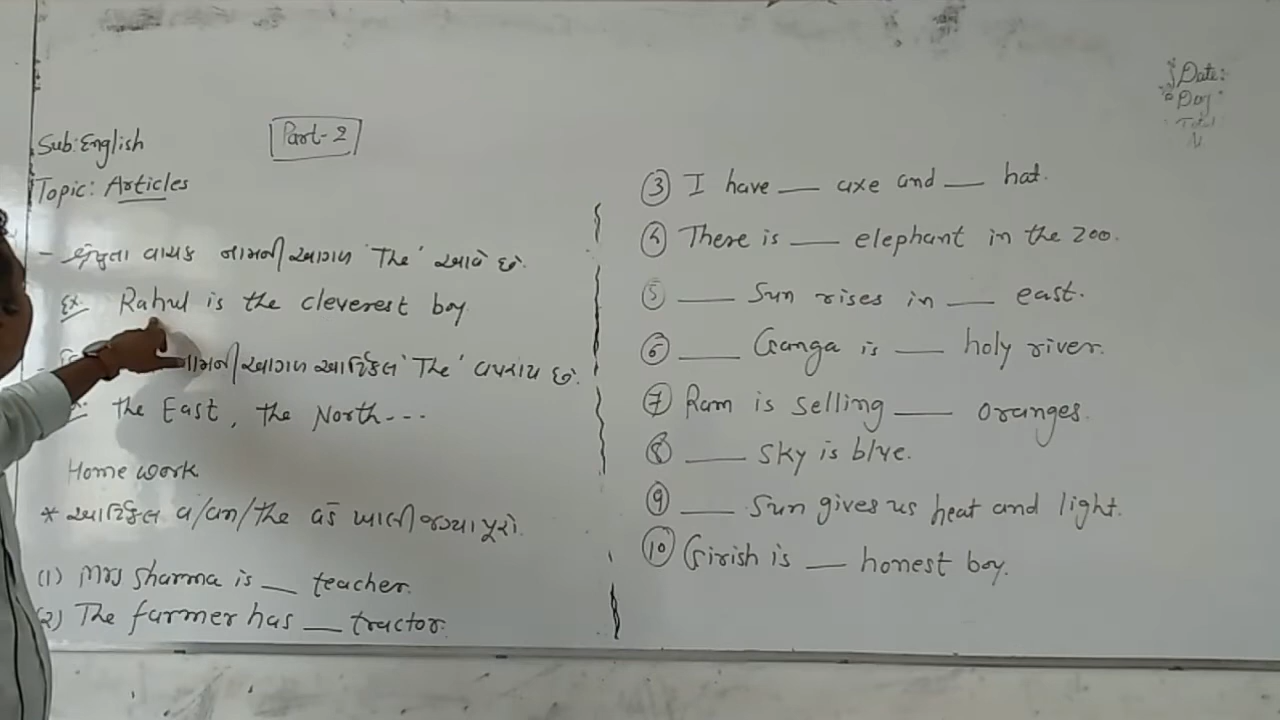 Sub: English
Part-2
Topic: Articles
- વાચક નામની આગળ 'The' આવે છે.
Ex. Rahul is the cleverest boy
નામની આગળ આર્ટિકલ 'The' વપરાય છે.
the East, the North---
Home work
* આર્ટિકલ a/an/the વડે ખાલી જગ્યા પૂરો.
(1) Mrs Sharma is __ teacher.
(2) The farmer has __ tractor.
③ I have __ axe and __ hat.
④ There is __ elephant in the zoo.
⑤ __ Sun rises in __ east.
⑥ __ Ganga is __ holy river.
⑦ Ram is selling __ oranges.
⑧ __ sky is blue.
⑨ __ Sun gives us heat and light.
⑩ Girish is __ honest boy.
Date:
Day
Total